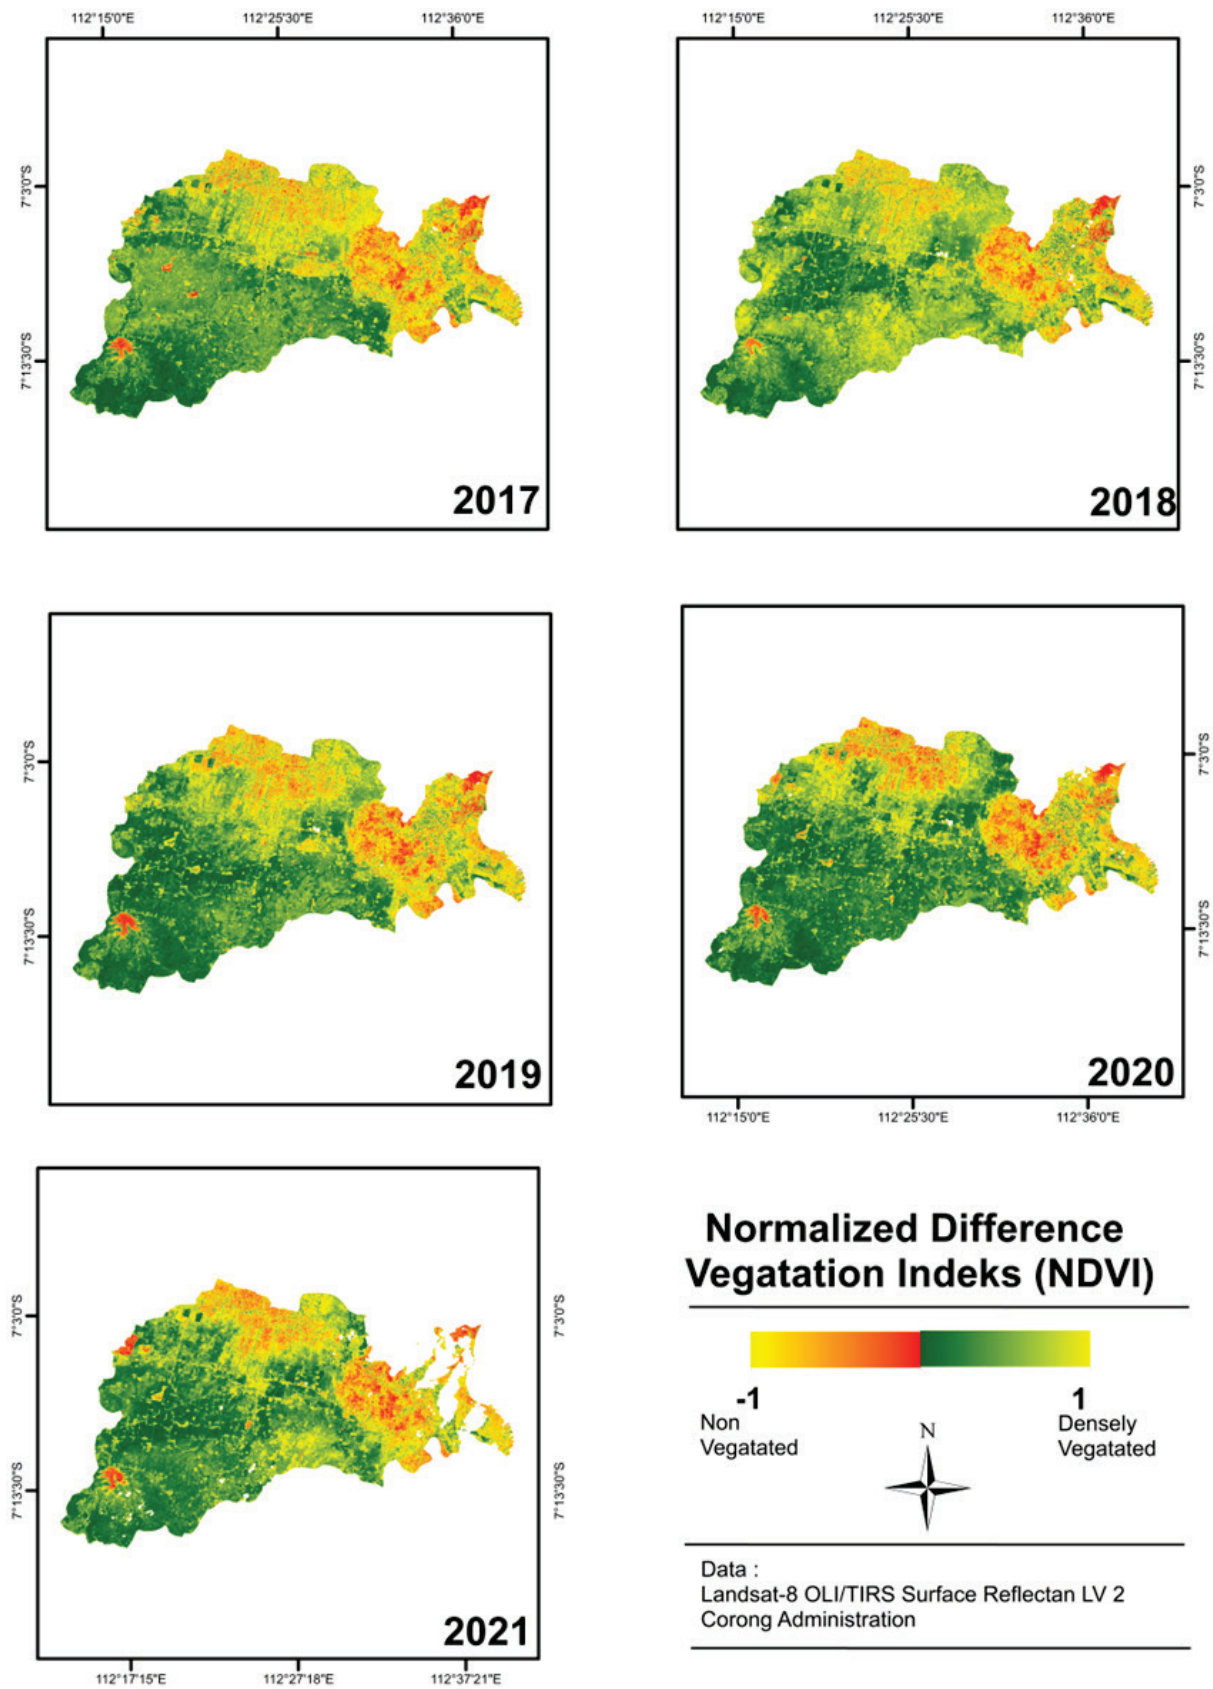 112°15'0"E 112°25'30"E 112°36'0"E
112°15'0"E 112°25'30"E 112°36'0"E
7°3'0"S
7°13'30"S
2017
7°3'0"S
7°13'30"S
2018
7°3'0"S
7°13'30"S
2019
7°3'0"S
7°13'30"S
2020
112°15'0"E 112°25'30"E 112°36'0"E
7°3'0"S
7°13'30"S
7°3'0"S
7°13'30"S
2021
112°17'15"E 112°27'18"E 112°37'21"E
Normalized Difference
Vegatation Indeks (NDVI)
-1
1
Non
Vegatated
Densely
Vegatated
N
Data :
Landsat-8 OLI/TIRS Surface Reflectan LV 2
Corong Administration